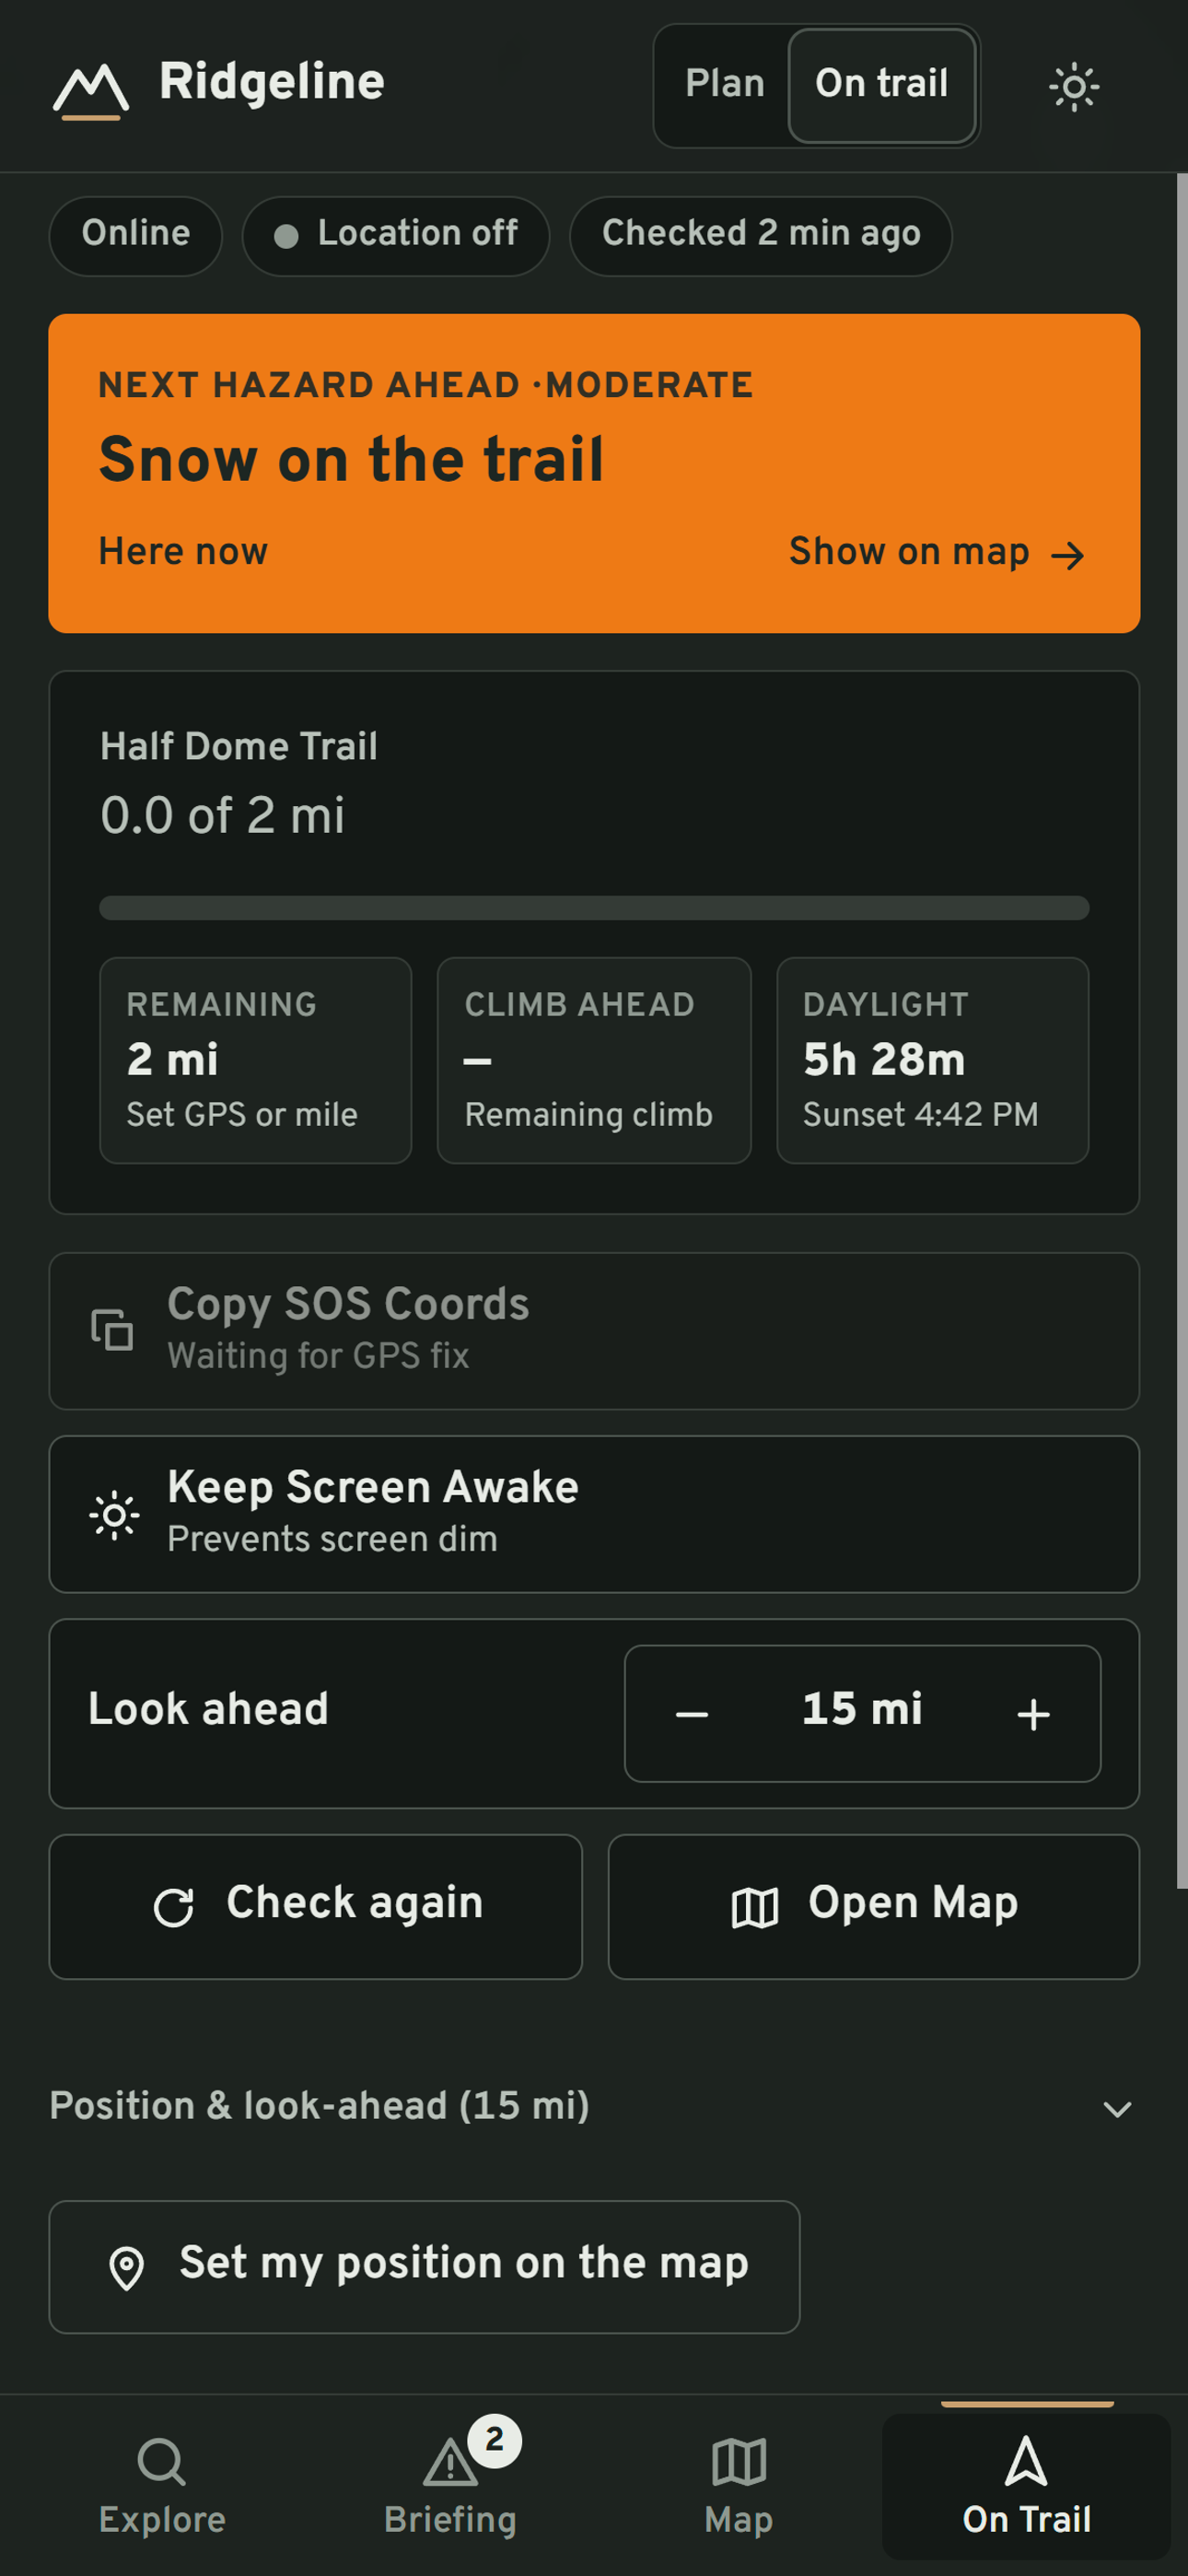 Ridgeline
Plan
On trail
Online
Location off
Checked 2 min ago
NEXT HAZARD AHEAD ·MODERATE
Snow on the trail
Here now
Show on map →
Half Dome Trail
0.0 of 2 mi
REMAINING
2 mi
Set GPS or mile
CLIMB AHEAD
—
Remaining climb
DAYLIGHT
5h 28m
Sunset 4:42 PM
Copy SOS Coords
Waiting for GPS fix
Keep Screen Awake
Prevents screen dim
Look ahead
− 15 mi +
Check again
Open Map
Position & look-ahead (15 mi)
Set my position on the map
2
Explore
Briefing
Map
On Trail